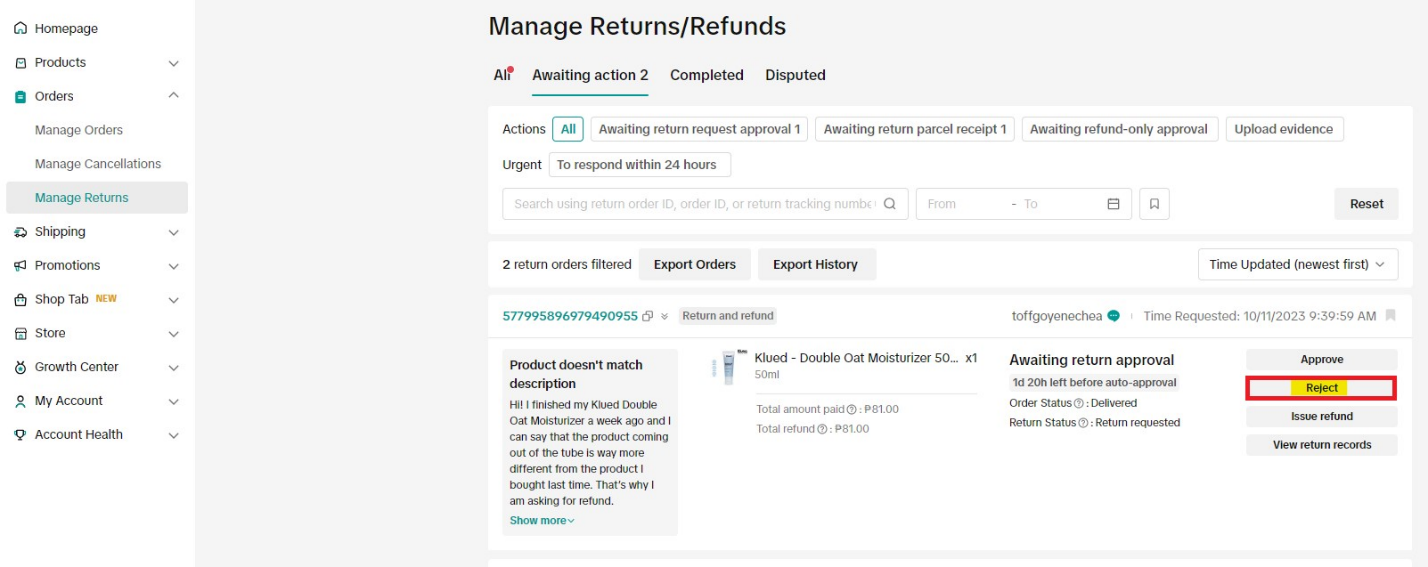 Homepage
Products
Orders
Manage Orders
Manage Cancellations
Manage Returns
Shipping
Promotions
Shop Tab NEW
Store
Growth Center
My Account
Account Health
Manage Returns/Refunds
All Awaiting action 2 Completed Disputed
Actions All Awaiting return request approval 1 Awaiting return parcel receipt 1 Awaiting refund-only approval Upload evidence
Urgent To respond within 24 hours
Search using return order ID, order ID, or return tracking numbe From - To Reset
2 return orders filtered Export Orders Export History Time Updated (newest first)
577995896979490955 Return and refund toffgoyenechea Time Requested: 10/11/2023 9:39:59 AM
Product doesn't match
description
Hi! I finished my Klued Double
Oat Moisturizer a week ago and I
can say that the product coming
out of the tube is way more
different from the product I
bought last time. That's why I
am asking for refund.
Show more
Klued - Double Oat Moisturizer 50... x1
50ml
Total amount paid : ₱81.00
Total refund : ₱81.00
Awaiting return approval
1d 20h left before auto-approval
Order Status : Delivered
Return Status : Return requested
Approve
Reject
Issue refund
View return records